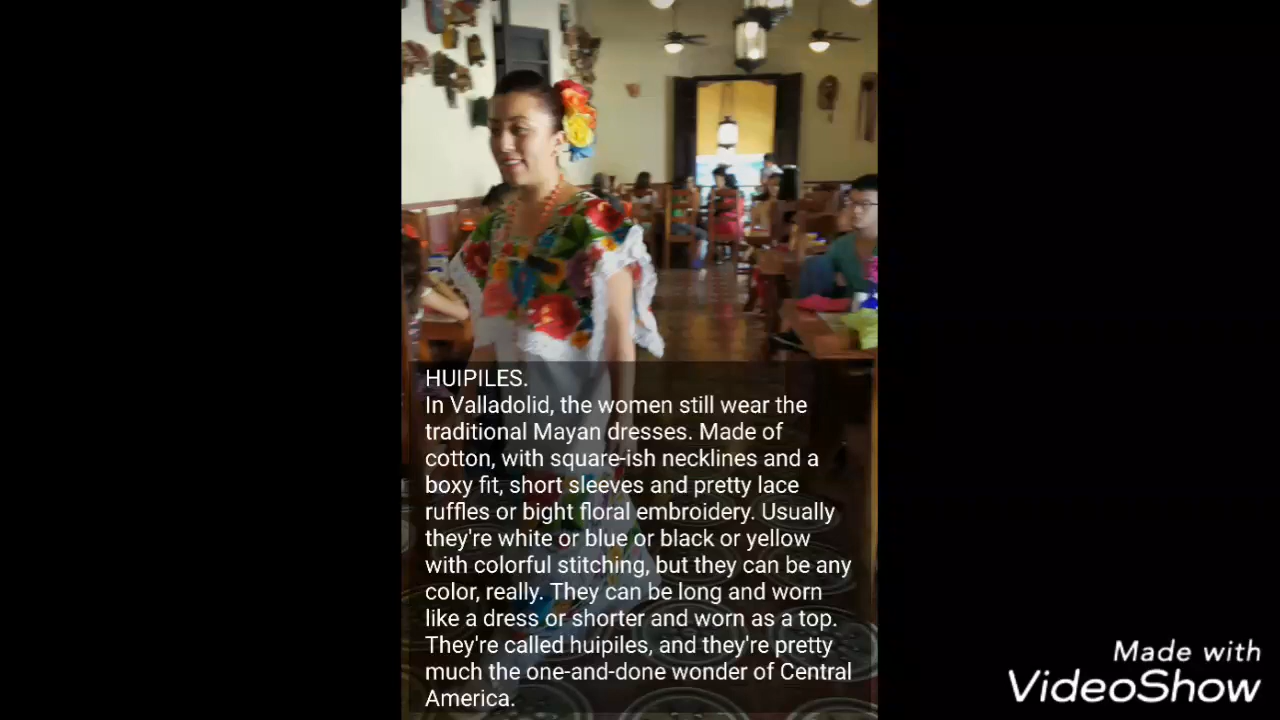 HUIPILES.
In Valladolid, the women still wear the
traditional Mayan dresses. Made of
cotton, with square-ish necklines and a
boxy fit, short sleeves and pretty lace
ruffles or bight floral embroidery. Usually
they're white or blue or black or yellow
with colorful stitching, but they can be any
color, really. They can be long and worn
like a dress or shorter and worn as a top.
They're called huipiles, and they're pretty
much the one-and-done wonder of Central
America.
Made with
VideoShow